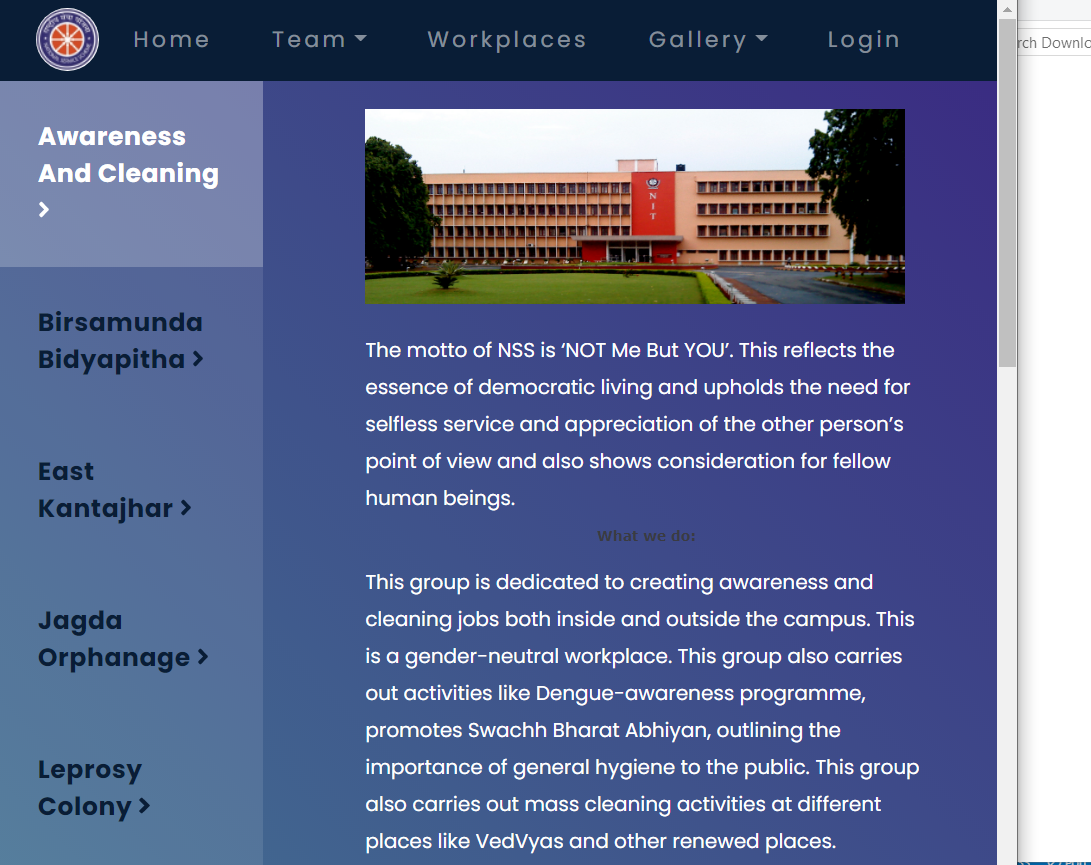 Home Team Workplaces Gallery Login
rch Downlo
Awareness
And Cleaning
Birsamunda
Bidyapitha
East
Kantajhar
Jagda
Orphanage
Leprosy
Colony
NIT
The motto of NSS is ‘NOT Me But YOU’. This reflects the
essence of democratic living and upholds the need for
selfless service and appreciation of the other person’s
point of view and also shows consideration for fellow
human beings.
What we do:
This group is dedicated to creating awareness and
cleaning jobs both inside and outside the campus. This
is a gender-neutral workplace. This group also carries
out activities like Dengue-awareness programme,
promotes Swachh Bharat Abhiyan, outlining the
importance of general hygiene to the public. This group
also carries out mass cleaning activities at different
places like VedVyas and other renewed places.